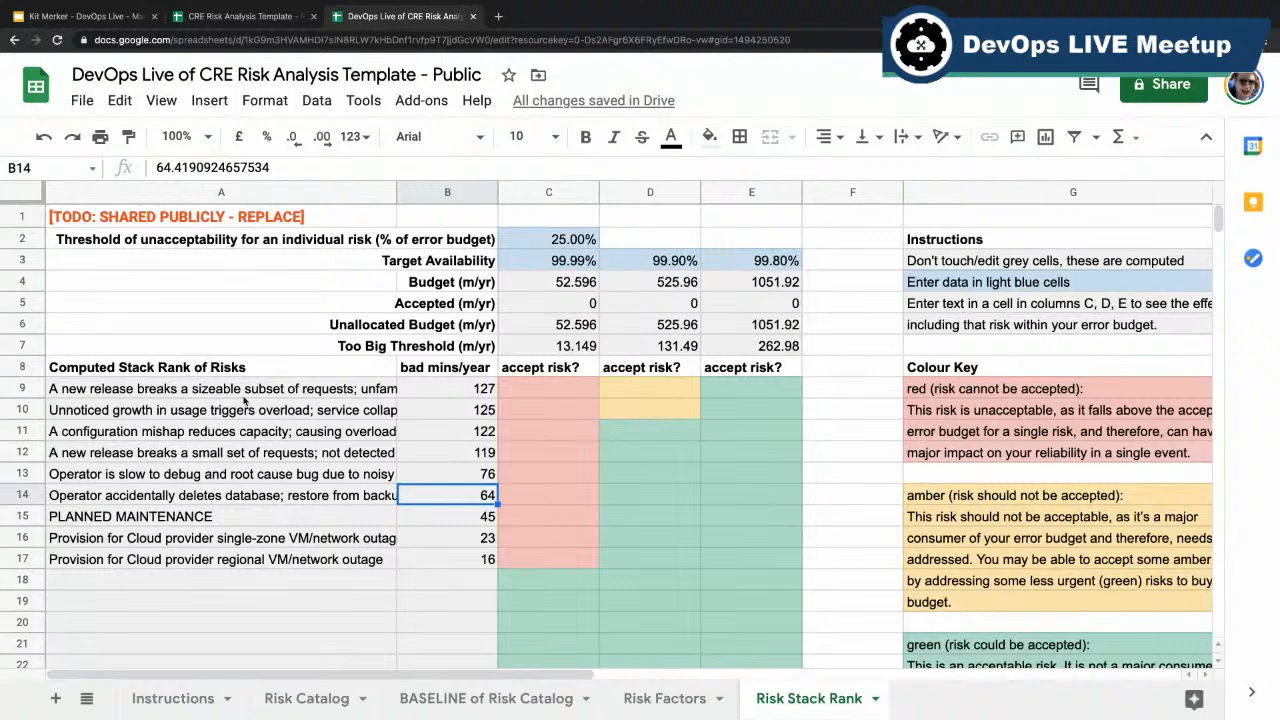 Kit Merker - DevOps Live - Ma
CRE Risk Analysis Template - P
DevOps Live of CRE Risk Analy
docs.google.com/spreadsheets/d/1kG9m3HVAMHDI7sIN8RLW7kHbDnf1rvfp9T7jjdGcVW0/edit?resourcekey=0-Ds2AFgr6X6FRyEfwDRo-vw#gid=1494250520
DevOps LIVE Meetup
DevOps Live of CRE Risk Analysis Template - Public
Share
File Edit View Insert Format Data Tools Add-ons Help All changes saved in Drive
100% £ % .0 .00 123 Arial 10 B I S A
B14 fx 64.4190924657534
A B C D E F G
1 [TODO: SHARED PUBLICLY - REPLACE]
2 Threshold of unacceptability for an individual risk (% of error budget) 25.00% Instructions
3 Target Availability 99.99% 99.90% 99.80% Don't touch/edit grey cells, these are computed
4 Budget (m/yr) 52.596 525.96 1051.92 Enter data in light blue cells
5 Accepted (m/yr) 0 0 0 Enter text in a cell in columns C, D, E to see the effe
6 Unallocated Budget (m/yr) 52.596 525.96 1051.92 including that risk within your error budget.
7 Too Big Threshold (m/yr) 13.149 131.49 262.98
8 Computed Stack Rank of Risks bad mins/year accept risk? accept risk? accept risk? Colour Key
9 A new release breaks a sizeable subset of requests; unfam 127 red (risk cannot be accepted):
10 Unnoticed growth in usage triggers overload; service collap 125 This risk is unacceptable, as it falls above the accep
11 A configuration mishap reduces capacity; causing overload 122 error budget for a single risk, and therefore, can hav
12 A new release breaks a small set of requests; not detected 119 major impact on your reliability in a single event.
13 Operator is slow to debug and root cause bug due to noisy 76
14 Operator accidentally deletes database; restore from backu 64 amber (risk should not be accepted):
15 PLANNED MAINTENANCE 45 This risk should not be acceptable, as it's a major
16 Provision for Cloud provider single-zone VM/network outag 23 consumer of your error budget and therefore, needs
17 Provision for Cloud provider regional VM/network outage 16 addressed. You may be able to accept some amber
18 by addressing some less urgent (green) risks to buy
19 budget.
20
21 green (risk could be accepted):
22 This is an acceptable risk. It is not a major consume
Instructions Risk Catalog BASELINE of Risk Catalog Risk Factors Risk Stack Rank